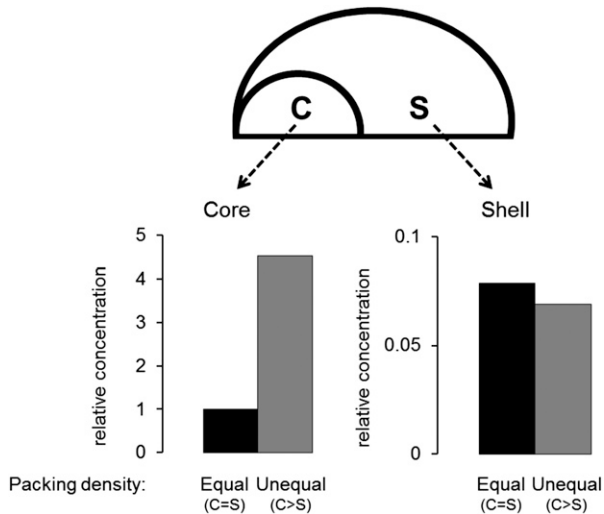 C S
Core
Shell
relative concentration
5
4
3
2
1
0
relative concentration
0.1
0.05
0
Packing density: Equal Unequal Equal Unequal
(C=S) (C>S) (C=S) (C>S)